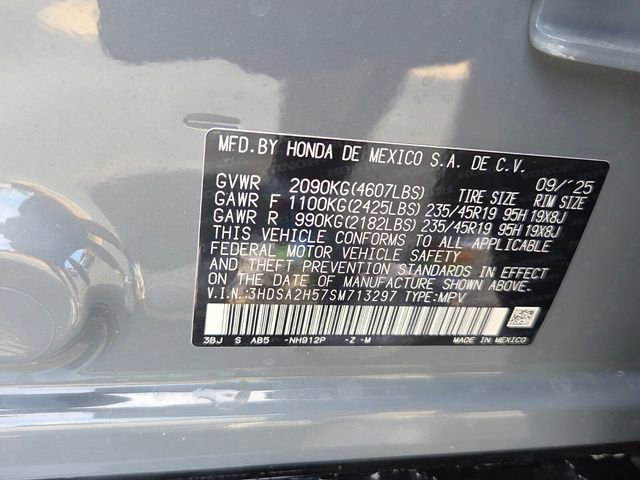 MFD.BY HONDA DE MEXICO S.A. DE C.V.
09/'25
GVWR 2090KG(4607LBS) TIRE SIZE RIM SIZE
GAWR F 1100KG(2425LBS) 235/45R19 95H 19X8J
GAWR R 990KG(2182LBS) 235/45R19 95H 19X8J
THIS VEHICLE CONFORMS TO ALL APPLICABLE
FEDERAL MOTOR VEHICLE SAFETY
AND THEFT PREVENTION STANDARDS IN EFFECT
ON THE DATE OF MANUFACTURE SHOWN ABOVE.
V.I.N.:3HDSA2H57SM713297 TYPE:MPV
3BJ S AB5 -NH912P -Z -M MADE IN MEXICO